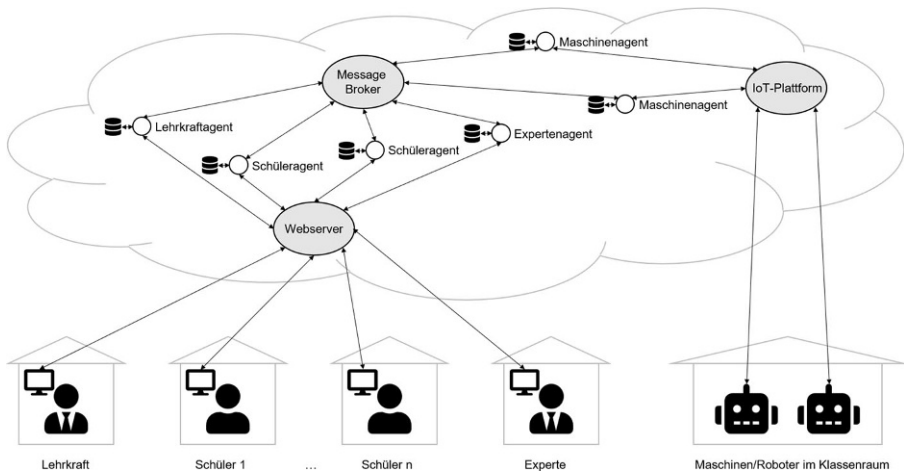 Maschinenagent
Message
Broker
IoT-Plattform
Maschinenagent
Lehrkraftagent
Expertenagent
Schüleragent
Schüleragent
Webserver
Lehrkraft
Schüler 1
...
Schüler n
Experte
Maschinen/Roboter im Klassenraum